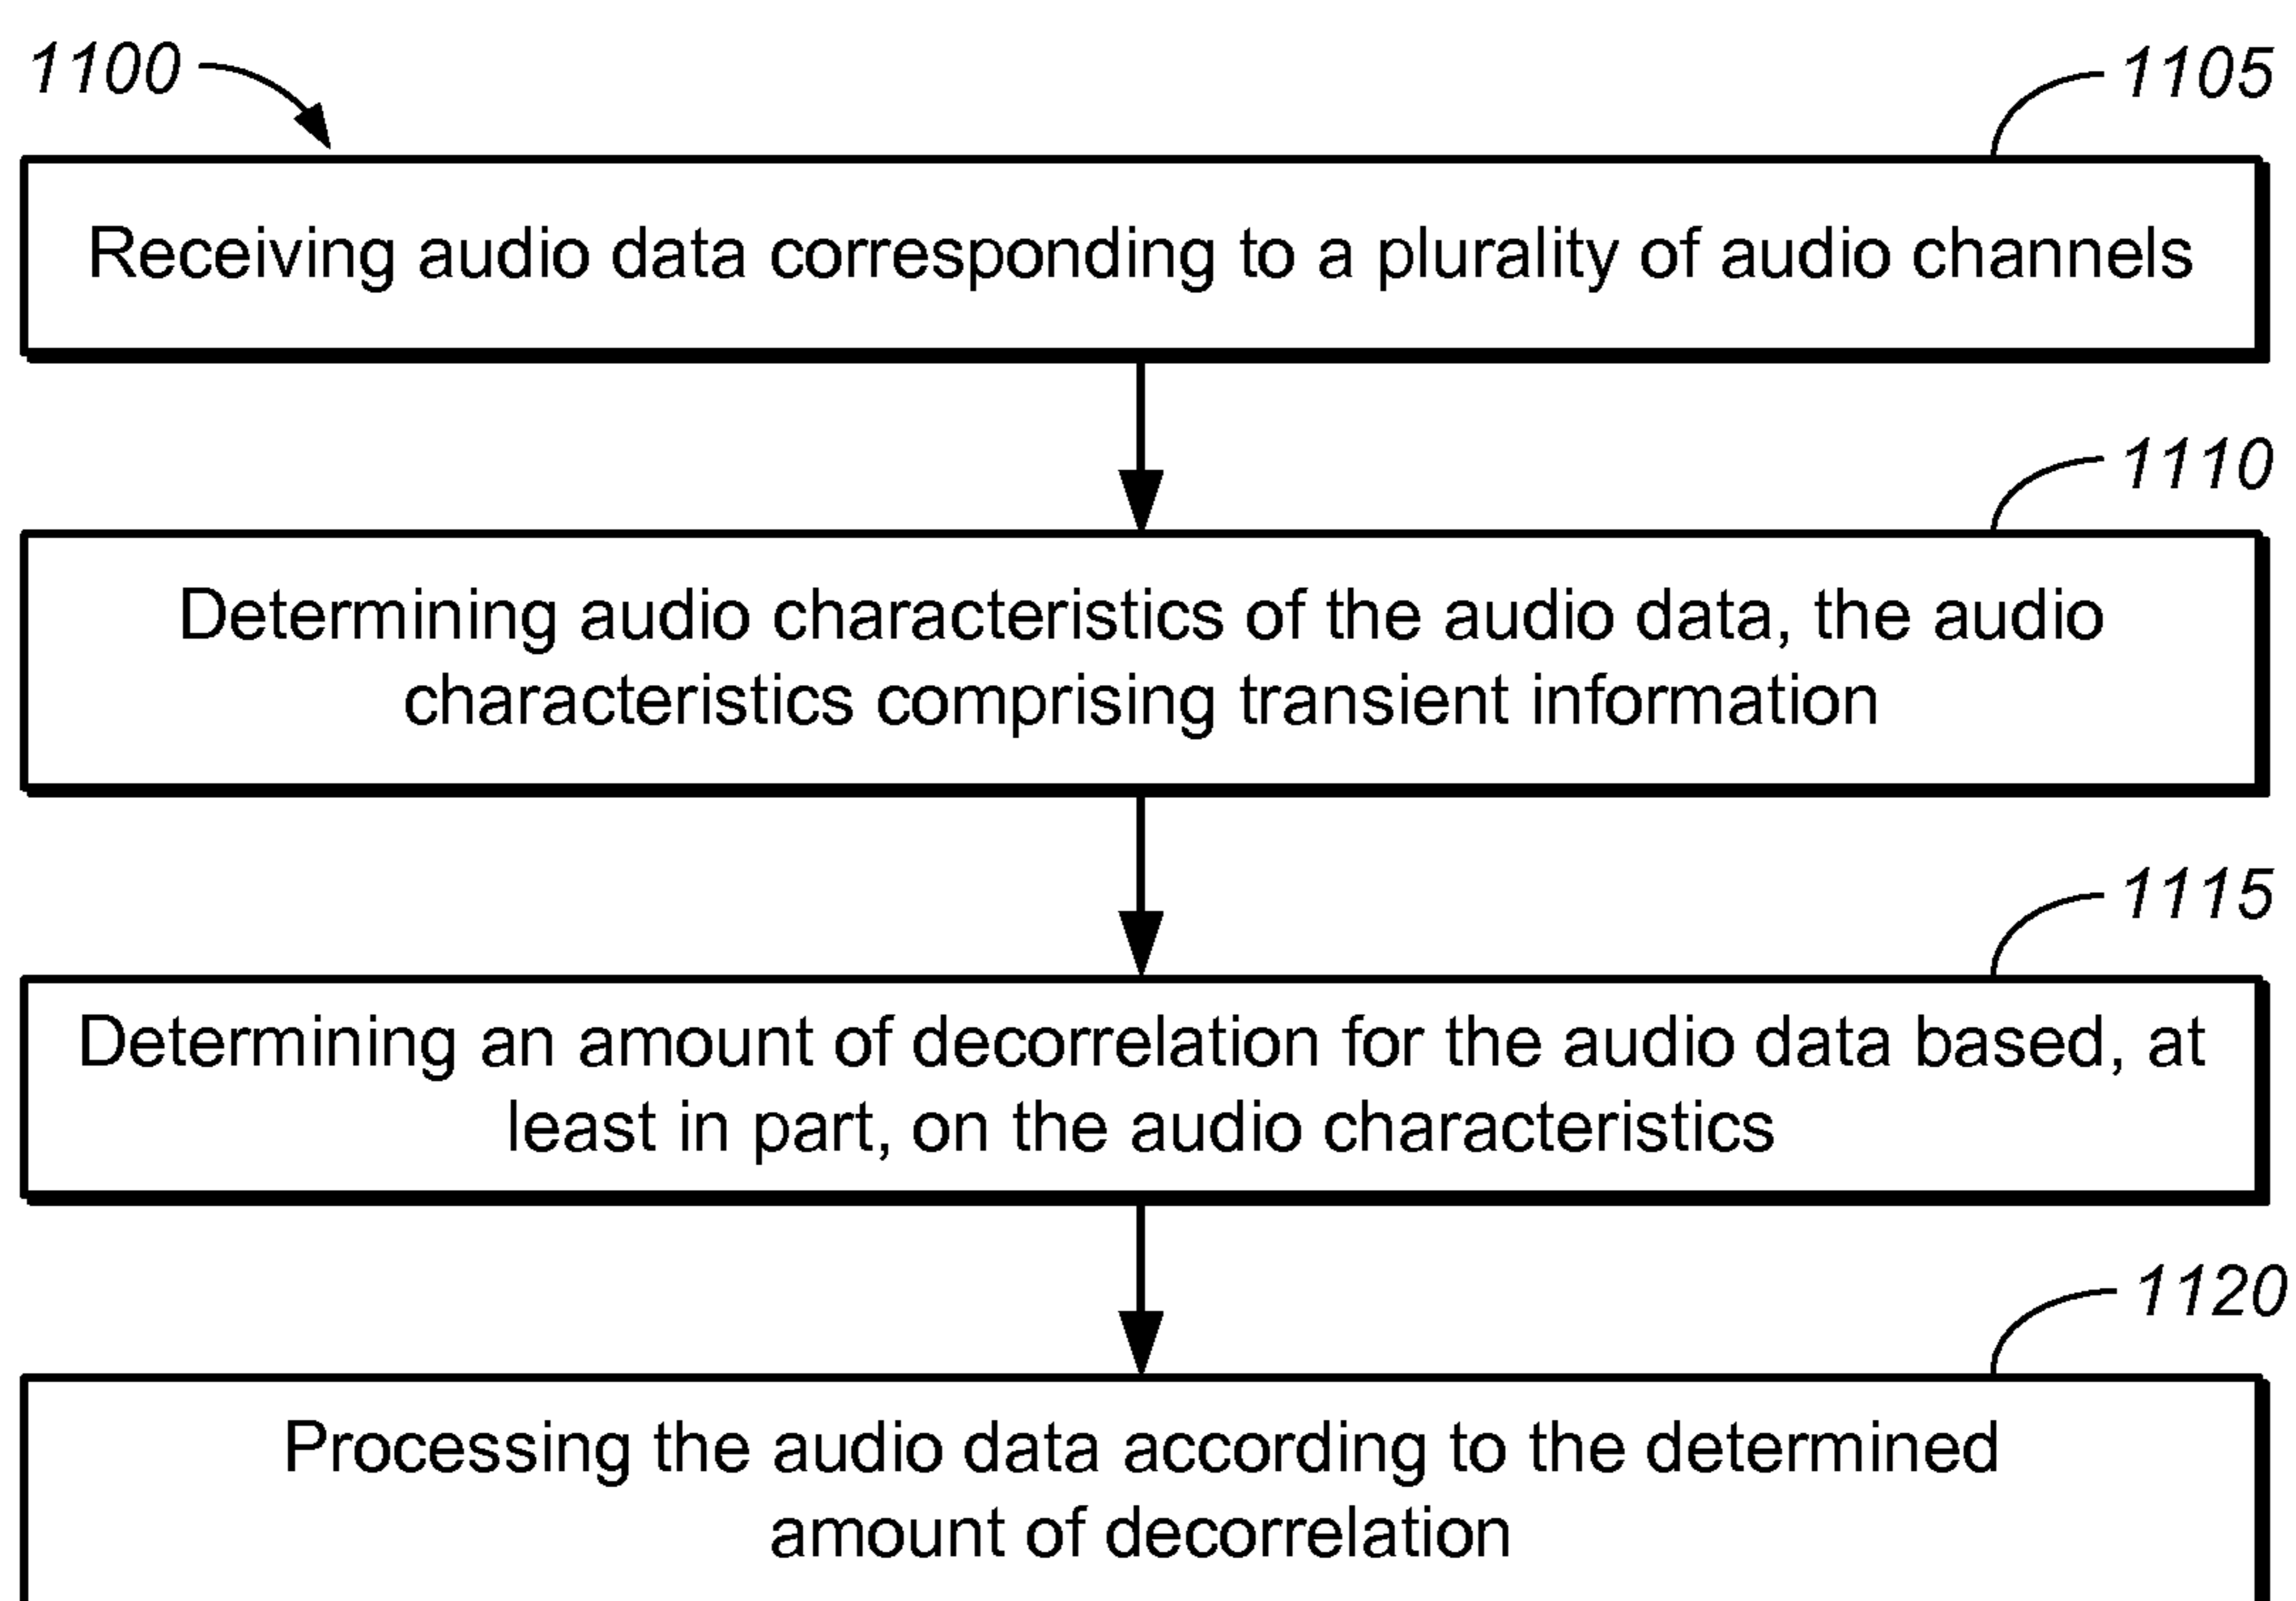 1100
1105
Receiving audio data corresponding to a plurality of audio channels
1110
Determining audio characteristics of the audio data, the audio
characteristics comprising transient information
1115
Determining an amount of decorrelation for the audio data based, at
least in part, on the audio characteristics
1120
Processing the audio data according to the determined
amount of decorrelation